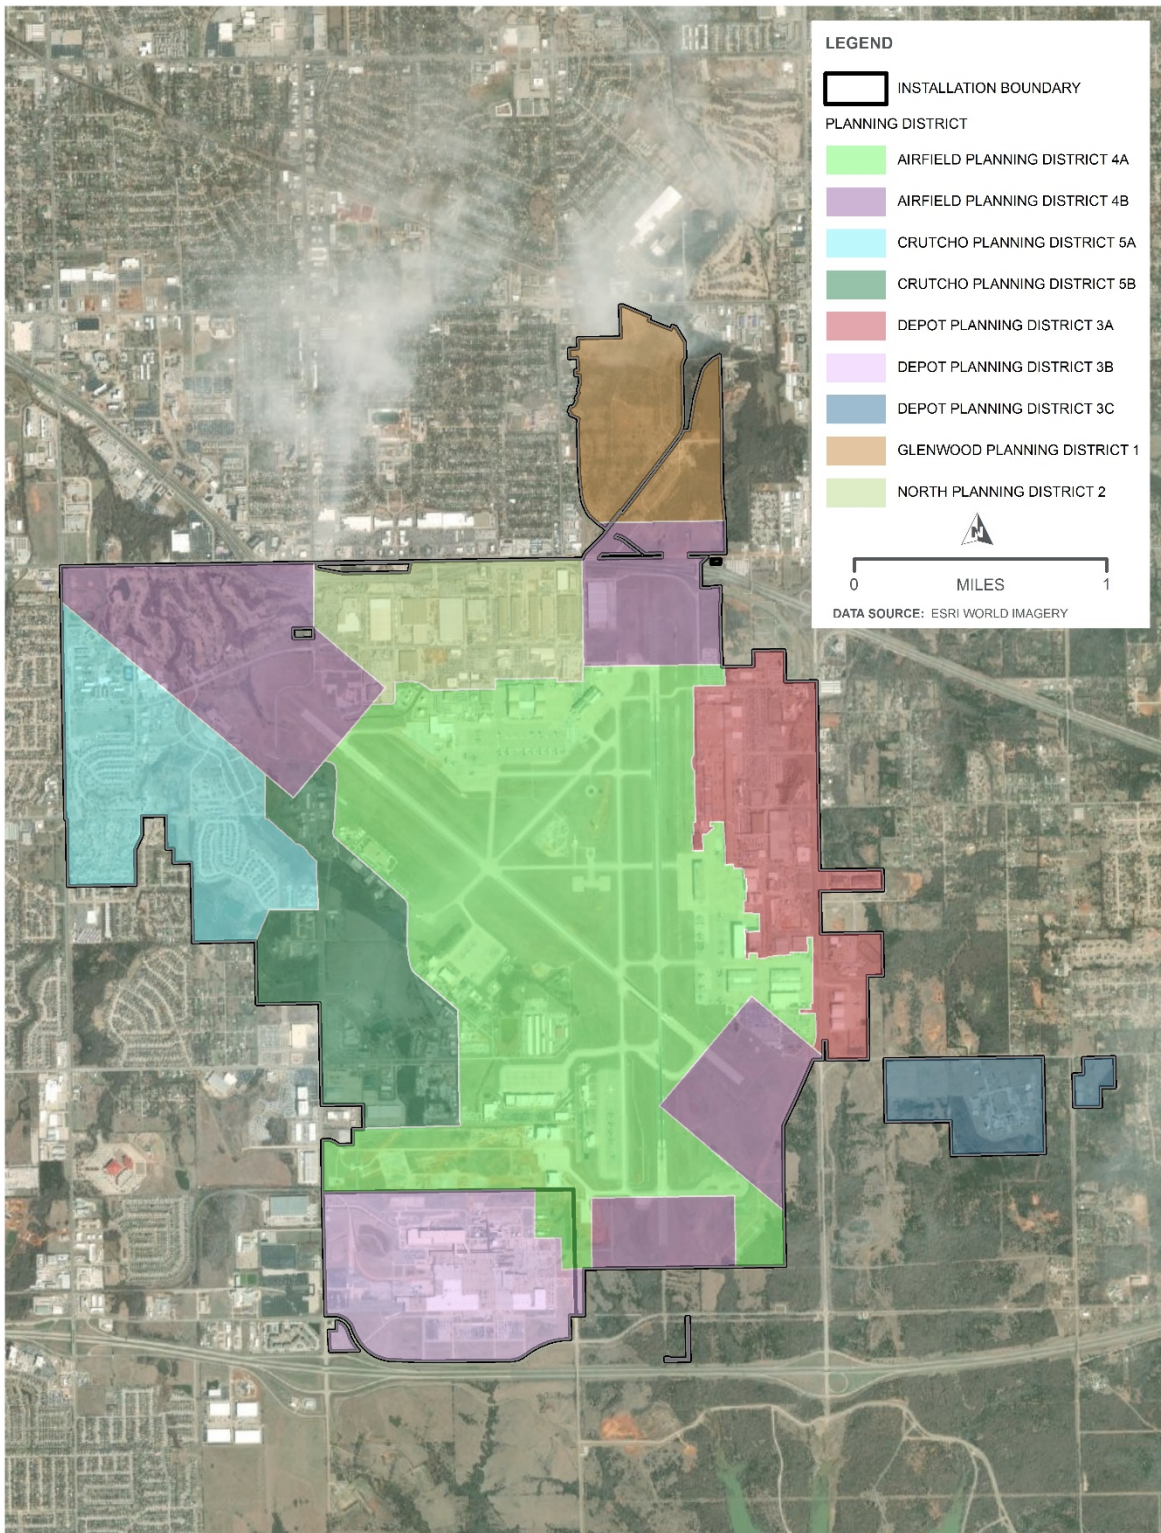 LEGEND
INSTALLATION BOUNDARY
PLANNING DISTRICT
AIRFIELD PLANNING DISTRICT 4A
AIRFIELD PLANNING DISTRICT 4B
CRUTCHO PLANNING DISTRICT 5A
CRUTCHO PLANNING DISTRICT 5B
DEPOT PLANNING DISTRICT 3A
DEPOT PLANNING DISTRICT 3B
DEPOT PLANNING DISTRICT 3C
GLENWOOD PLANNING DISTRICT 1
NORTH PLANNING DISTRICT 2
N
0 MILES 1
DATA SOURCE: ESRI WORLD IMAGERY